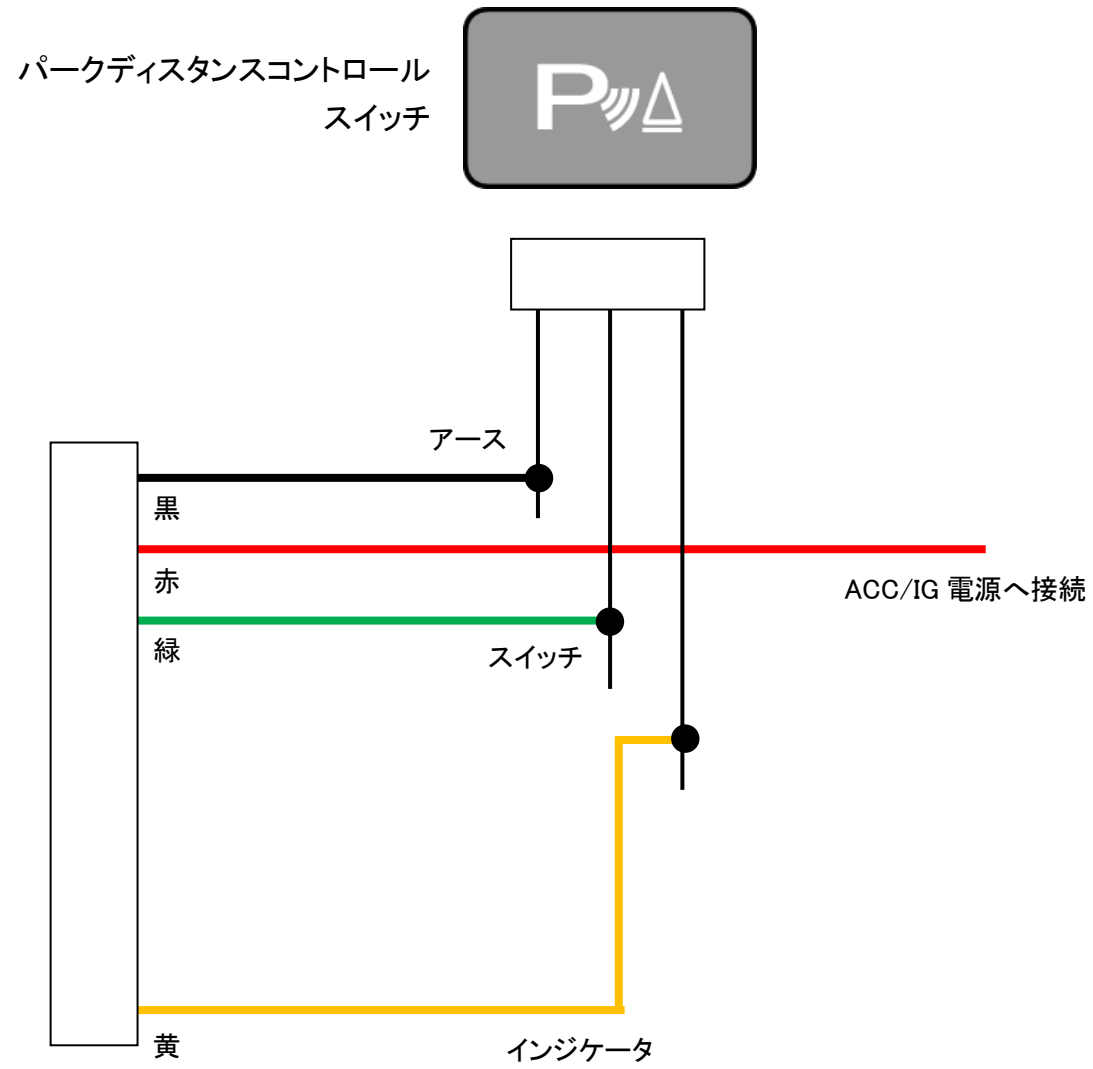 パークディスタンスコントロール
スイッチ
P
アース
黒
赤
ACC/IG 電源へ接続
緑
スイッチ
黄
インジケータ